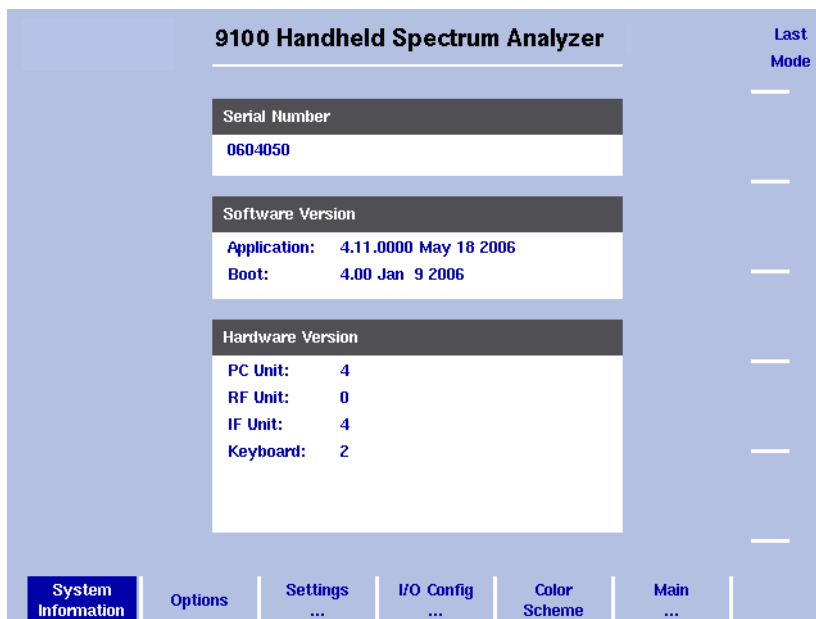 9100 Handheld Spectrum Analyzer
Last
Mode
Serial Number
0604050
Software Version
Application: 4.11.0000 May 18 2006
Boot: 4.00 Jan 9 2006
Hardware Version
PC Unit: 4
RF Unit: 0
IF Unit: 4
Keyboard: 2
System
Information
Options
Settings
...
I/O Config
...
Color
Scheme
Main
...